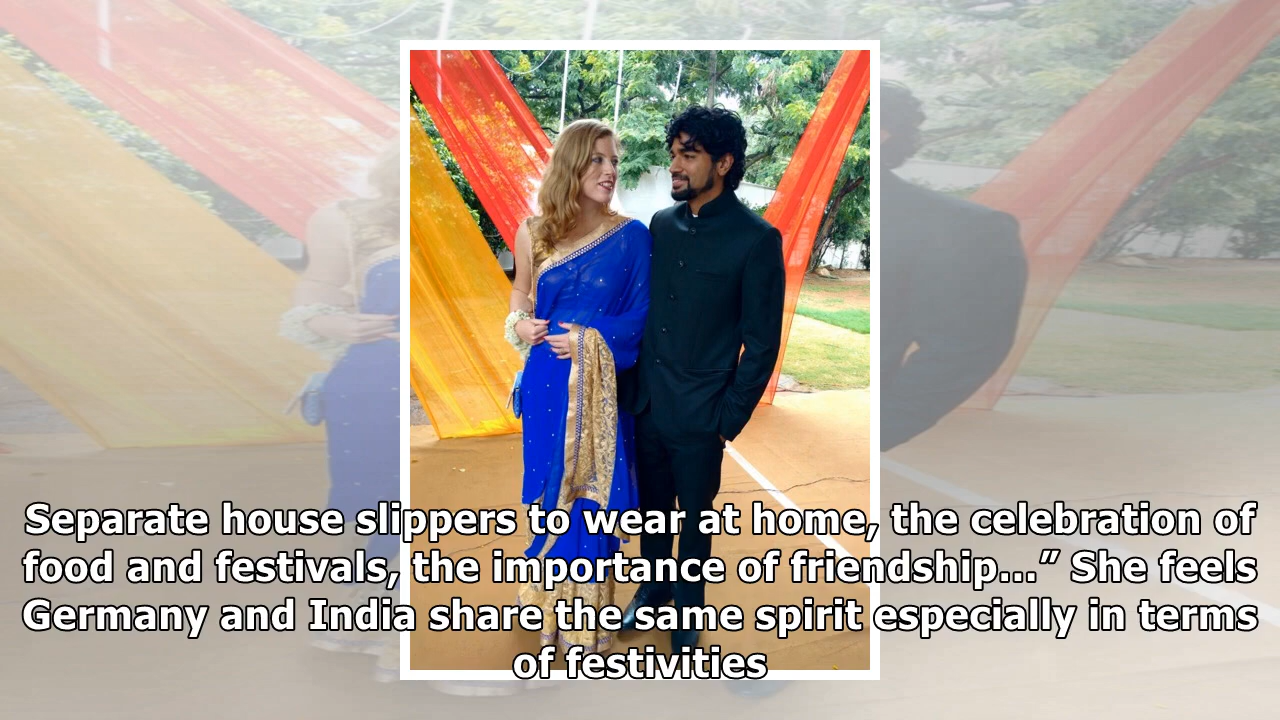 Separate house slippers to wear at home, the celebration of
food and festivals, the importance of friendship...” She feels
Germany and India share the same spirit especially in terms
of festivities